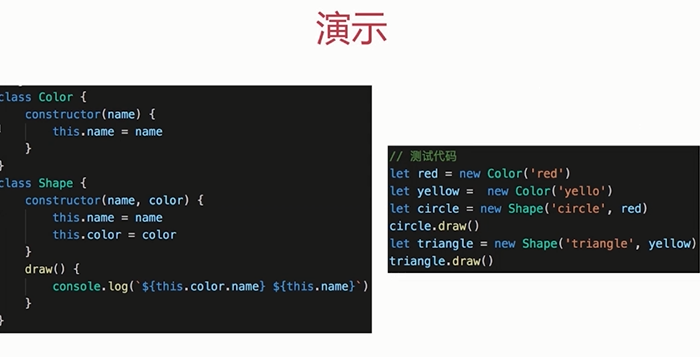 演示
class Color {
constructor(name) {
this.name = name
}
}
class Shape {
constructor(name, color) {
this.name = name
this.color = color
}
draw() {
console.log(`${this.color.name} ${this.name}`)
}
}
// 测试代码
let red = new Color('red')
let yellow =  new Color('yello')
let circle = new Shape('circle', red)
circle.draw()
let triangle = new Shape('triangle', yellow)
triangle.draw()